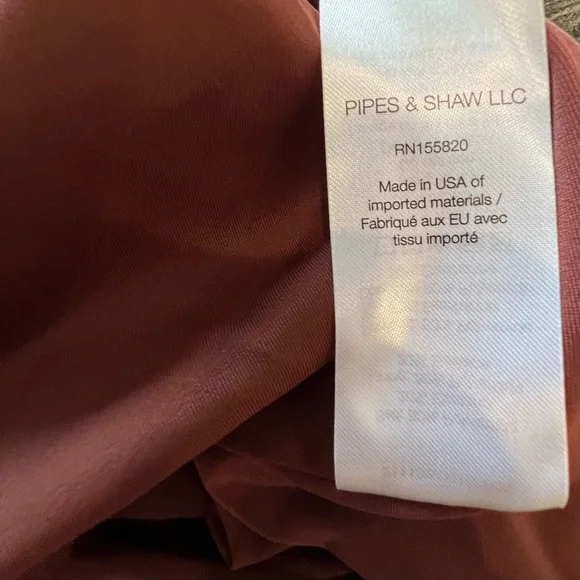 PIPES & SHAW LLC
RN155820
Made in USA of
imported materials /
Fabriqué aux EU avec
tissu importé